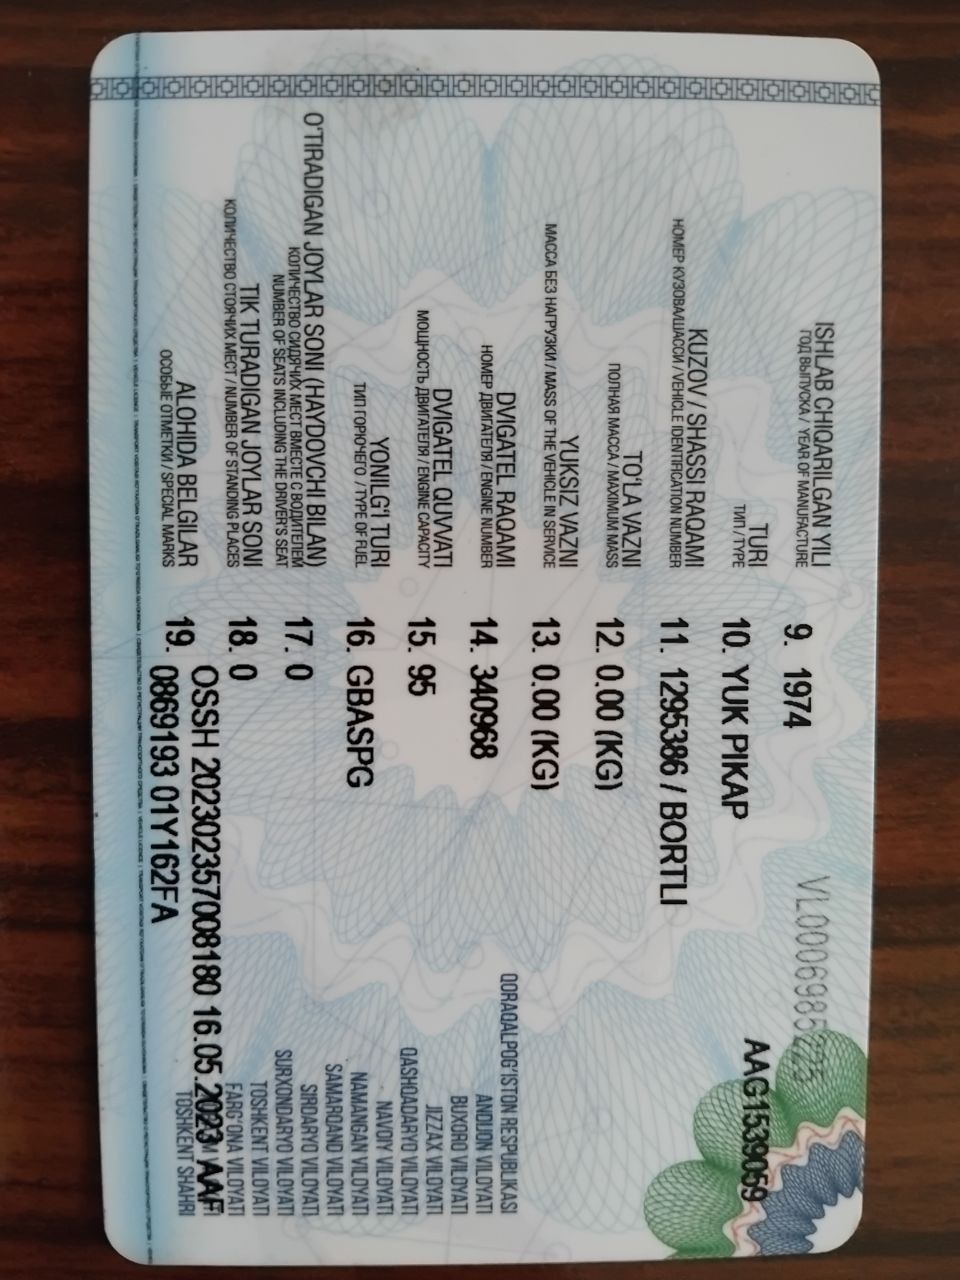 VL0006985225
AAG1539059
ISHLAB CHIQARILGAN YILI 9. 1974
ГОД ВЫПУСКА / YEAR OF MANUFACTURE
TURI 10. YUK PIKAP
ТИП / TYPE
KUZOV / SHASSI RAQAMI 11. 1295386 / BORTLI
НОМЕР КУЗОВА/ШАССИ / VEHICLE IDENTIFICATION NUMBER
TO'LA VAZNI 12. 0.00 (KG)
ПОЛНАЯ МАССА / MAXIMUM MASS
YUKSIZ VAZNI 13. 0.00 (KG)
МАССА БЕЗ НАГРУЗКИ / MASS OF THE VEHICLE IN SERVICE
DVIGATEL RAQAMI 14. 340968
НОМЕР ДВИГАТЕЛЯ / ENGINE NUMBER
DVIGATEL QUVVATI 15. 95
МОЩНОСТЬ ДВИГАТЕЛЯ / ENGINE CAPACITY
YONILG'I TURI 16. GBASPG
ТИП ГОРЮЧЕГО / TYPE OF FUEL
O'TIRADIGAN JOYLAR SONI (HAYDOVCHI BILAN) 17. 0
КОЛИЧЕСТВО СИДЯЧИХ МЕСТ ВМЕСТЕ С ВОДИТЕЛЕМ
NUMBER OF SEATS INCLUDING THE DRIVER'S SEAT
TIK TURADIGAN JOYLAR SONI 18. 0
КОЛИЧЕСТВО СТОЯЧИХ МЕСТ / NUMBER OF STANDING PLACES
OSSH 202302357008180 16.05.2023 AAF
ALOHIDA BELGILAR 19. 0869193 01Y162FA
ОСОБЫЕ ОТМЕТКИ / SPECIAL MARKS
QORAQALPOG'ISTON RESPUBLIKASI
ANDIJON VILOYATI
BUXORO VILOYATI
JIZZAX VILOYATI
QASHQADARYO VILOYATI
NAVOIY VILOYATI
NAMANGAN VILOYATI
SAMARQAND VILOYATI
SIRDARYO VILOYATI
SURXONDARYO VILOYATI
TOSHKENT VILOYATI
FARG'ONA VILOYATI
TOSHKENT SHAHRI